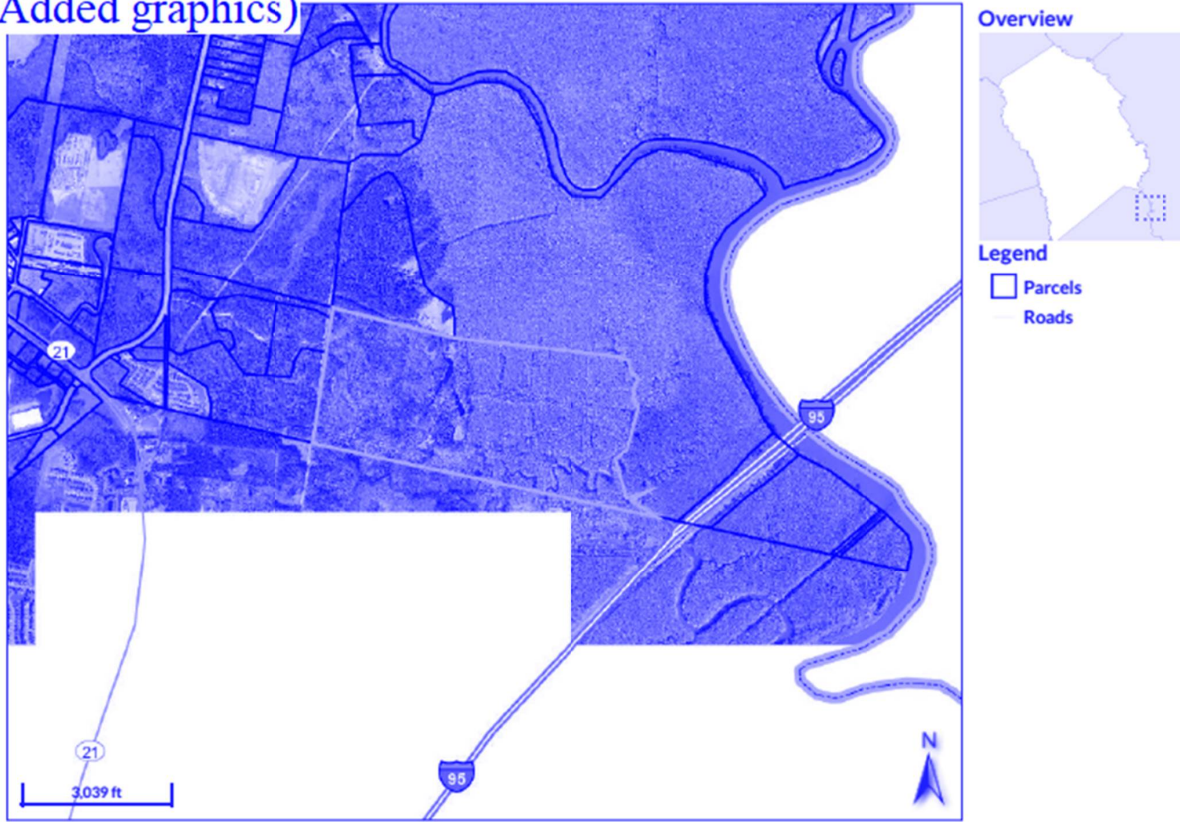 Added graphics)
Overview
Legend
Parcels
Roads
21
95
21
95
3,039 ft
N